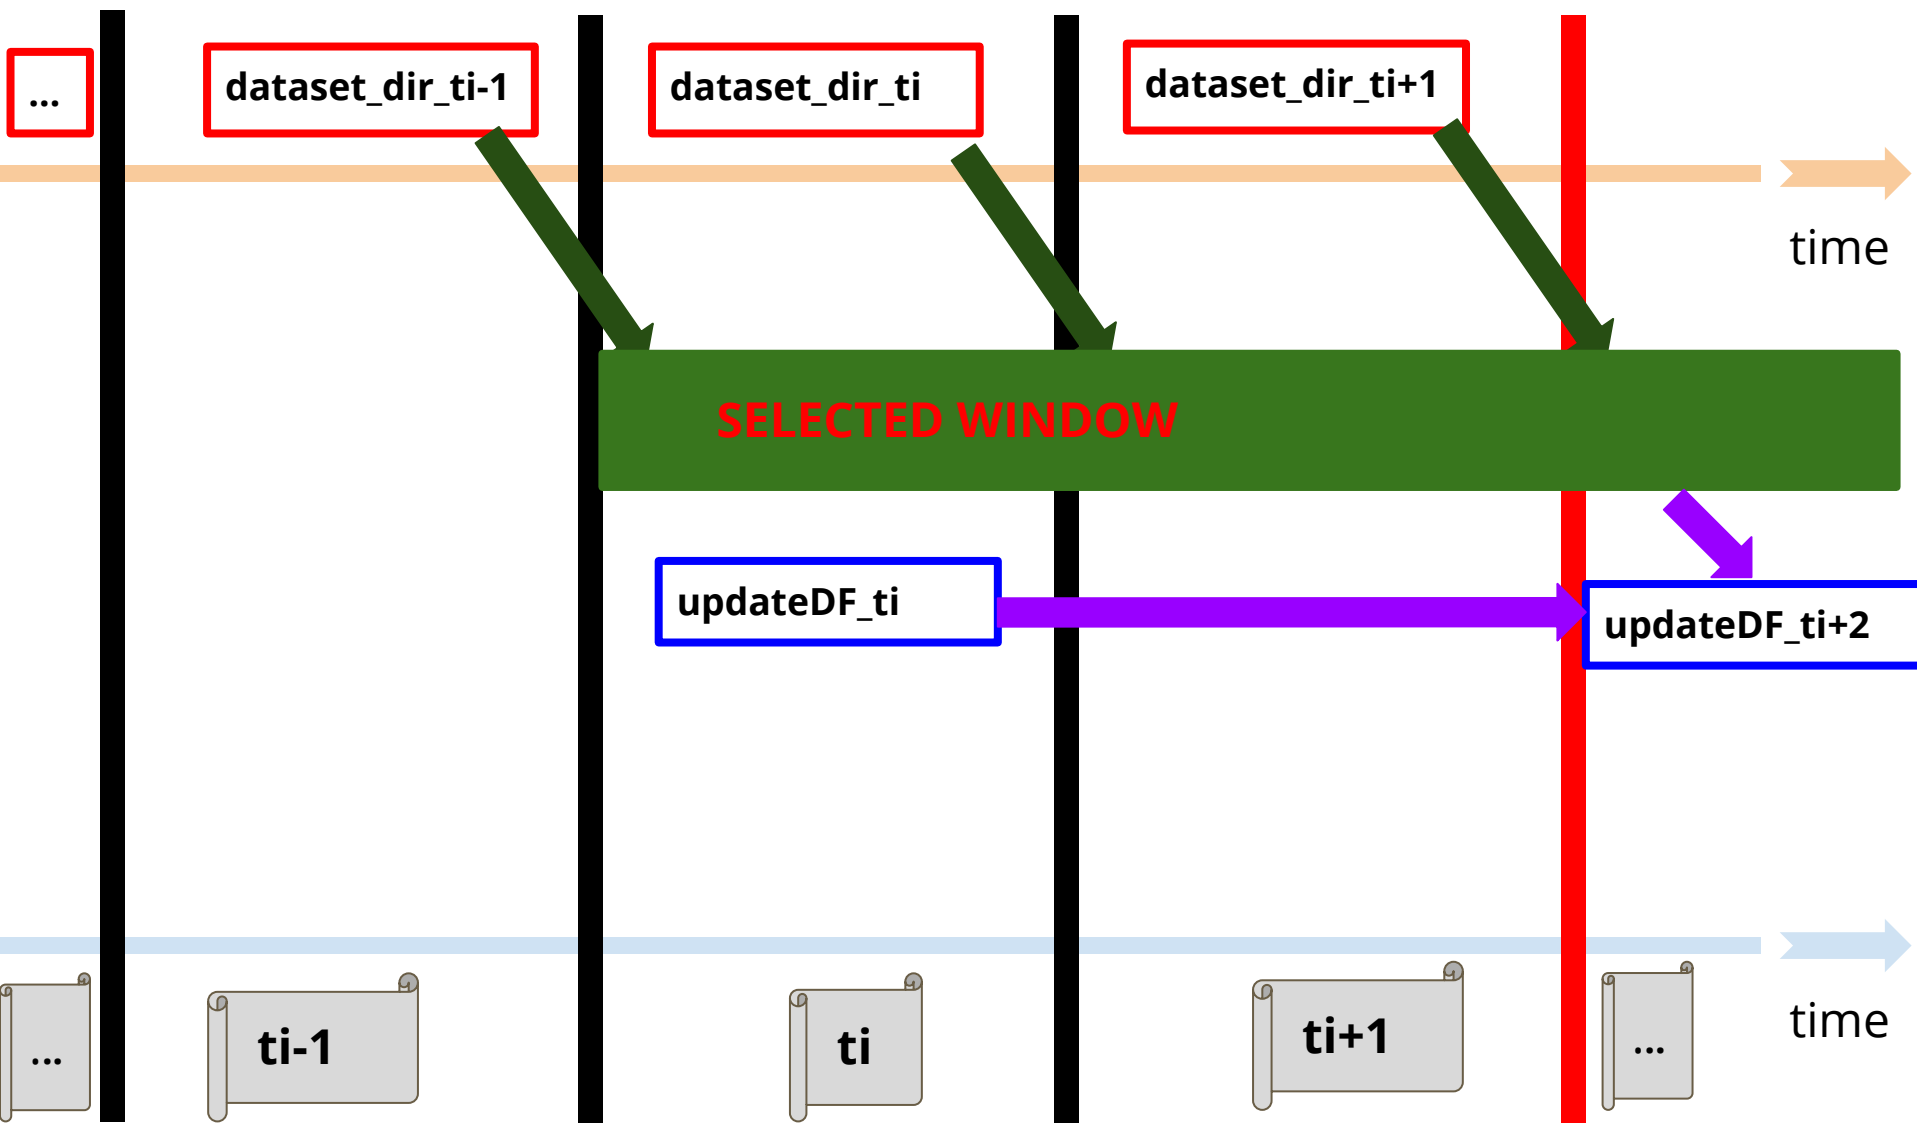 ...
dataset_dir_ti-1
dataset_dir_ti
dataset_dir_ti+1
time
SELECTED WINDOW
updateDF_ti
updateDF_ti+2
...
ti-1
ti
ti+1
...
time